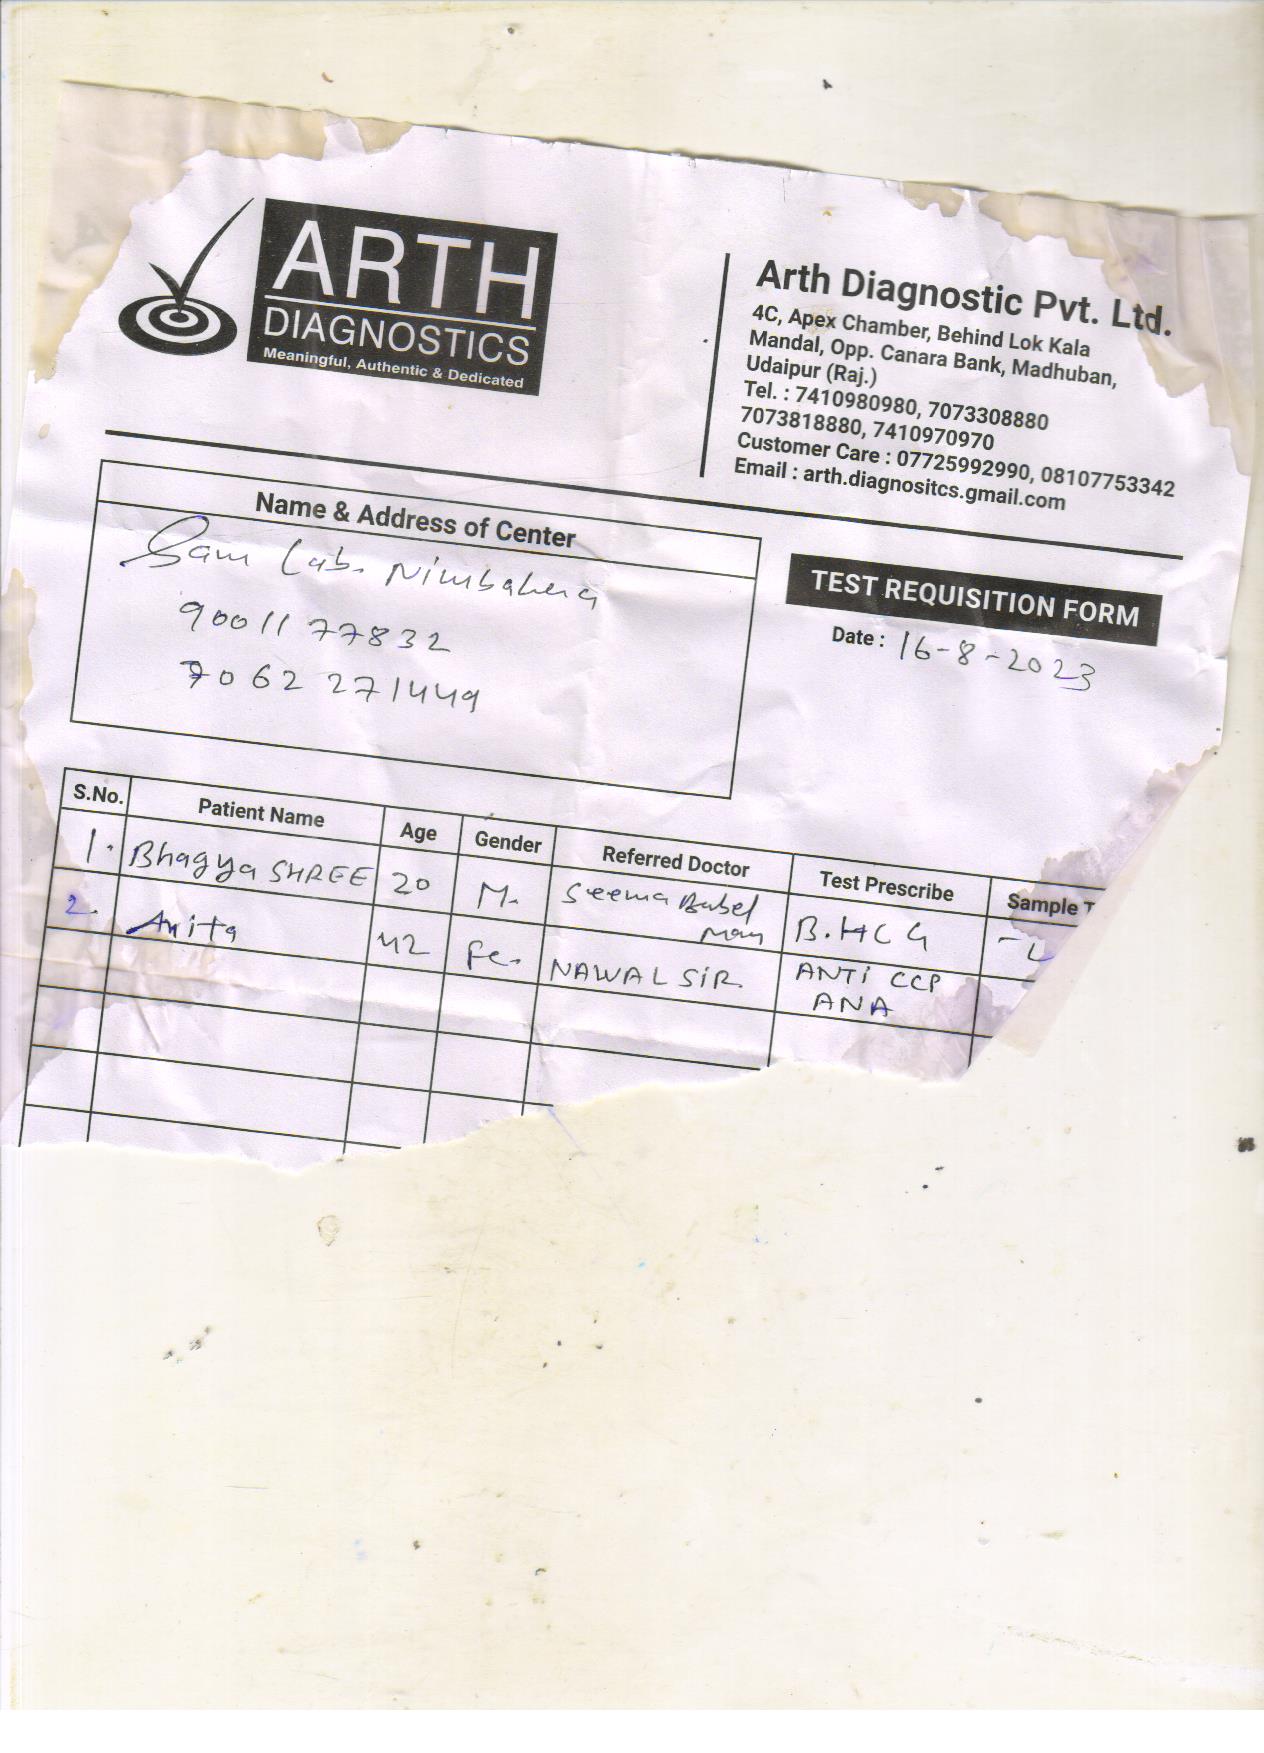 ARTH
DIAGNOSTICS
Meaningful, Authentic & Dedicated
Arth Diagnostic Pvt. Ltd.
4C, Apex Chamber, Behind Lok Kala
Mandal, Opp. Canara Bank, Madhuban,
Udaipur (Raj.)
Tel. : 7410980980, 7073308880
7073818880, 7410970970
Customer Care : 07725992990, 08107753342
Email : arth.diagnositcs.gmail.com
Name & Address of Center
Sam Lab. Nimbahera
9001177832
7062271449
TEST REQUISITION FORM
Date : 16-8-2023
S.No. Patient Name Age Gender Referred Doctor Test Prescribe Sample T
1. Bhagya SHREE 20 M. Seema Babel Mam B.HCG
2. Anita 42 Fe. NAWAL SIR. ANTI CCP
ANA